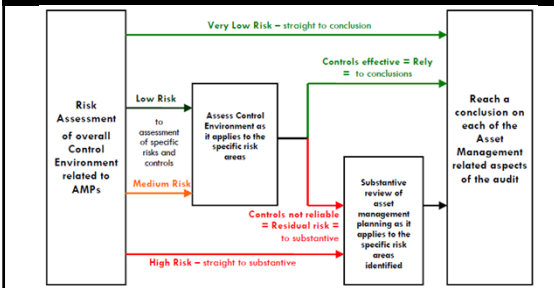 Very Low Risk – straight to conclusion
Controls effective = Rely
= to conclusions
Risk
Assessment
of overall
Control
Environment
related to
AMPs
Low Risk
to
assessment
of specific
risks and
controls
Medium Risk
Assess Control
Environment as
it applies to the
specific risk
areas
Reach a
conclusion on
each of the
Asset
Management
related aspects
of the audit
Substantive
review of
asset
management
planning as it
applies to the
specific risk
areas
identified
Controls not reliable
= Residual risk =
to substantive
High Risk – straight to substantive